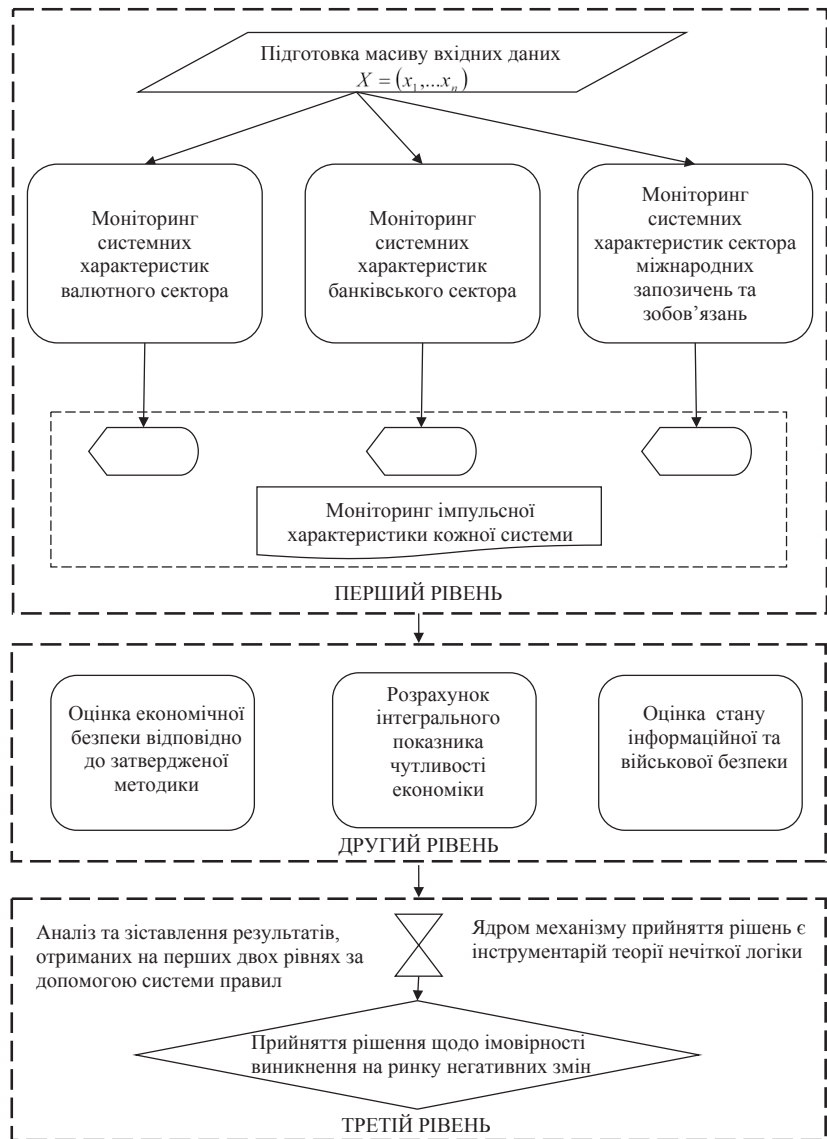 Підготовка масиву вхідних даних
X = (x₁,...xₙ)
Моніторинг
системних
характеристик
валютного сектора
Моніторинг
системних
характеристик
банківського сектора
Моніторинг
системних
характеристик сектора
міжнародних
запозичень та
зобов’язань
Моніторинг імпульсної
характеристики кожної системи
ПЕРШИЙ РІВЕНЬ
Оцінка економічної
безпеки відповідно
до затвердженої
методики
Розрахунок
інтегрального
показника
чутливості
економіки
Оцінка стану
інформаційної та
військової безпеки
ДРУГИЙ РІВЕНЬ
Аналіз та зіставлення результатів,
отриманих на перших двох рівнях за
допомогою системи правил
Ядром механізму прийняття рішень є
інструментарій теорії нечіткої логіки
Прийняття рішення щодо імовірності
виникнення на ринку негативних змін
ТРЕТІЙ РІВЕНЬ